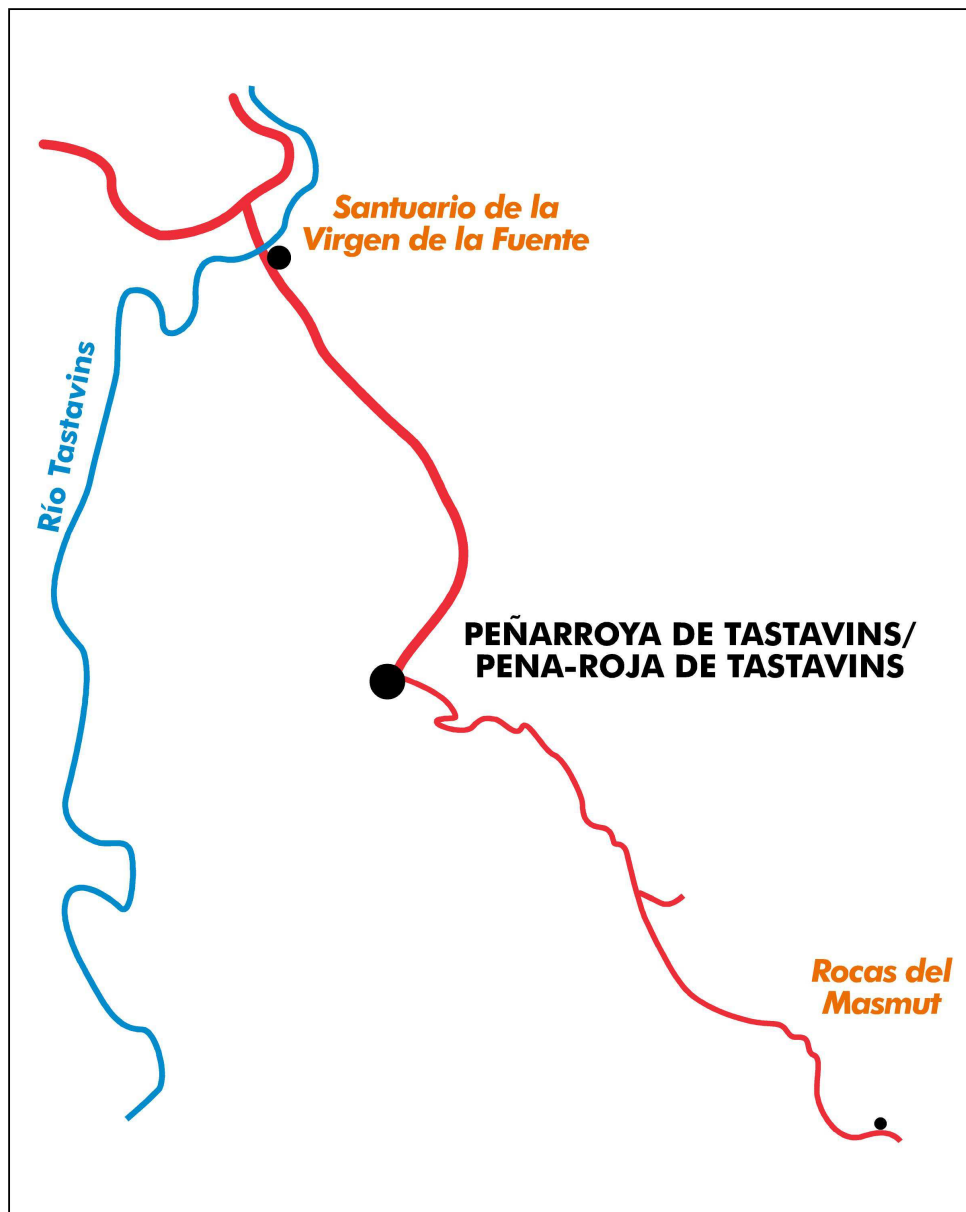 Santuario de la
Virgen de la Fuente
Río Tastavins
PEÑARROYA DE TASTAVINS/
PENA-ROJA DE TASTAVINS
Rocas del
Masmut